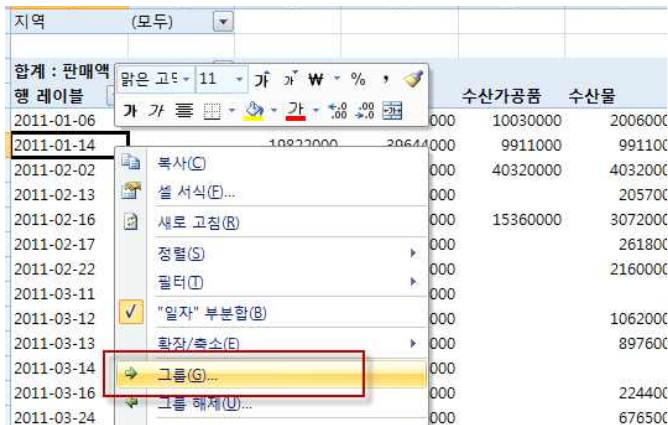 지역 (모두)
합계 : 판매액
맑은 고딕 11 가 가 ₩ % ,
행 레이블 수산가공품 수산물
가 가 가
2011-01-06 000 10030000 2006000
2011-01-14 19822000 39644000 9911000 991100
복사(C)
2011-02-02 000 40320000 4032000
셀 서식(F)...
2011-02-13 000 205700
2011-02-16 000 15360000 3072000
새로 고침(R)
2011-02-17 000 261800
정렬(S)
2011-02-22 000 2160000
필터(T)
2011-03-11 000
2011-03-12 000 1062000
"일자" 부분합(B)
2011-03-13 000 897600
확장/축소(E)
2011-03-14 000
그룹(G)...
2011-03-16 000 224400
그룹 해제(U)...
2011-03-24 000 676500